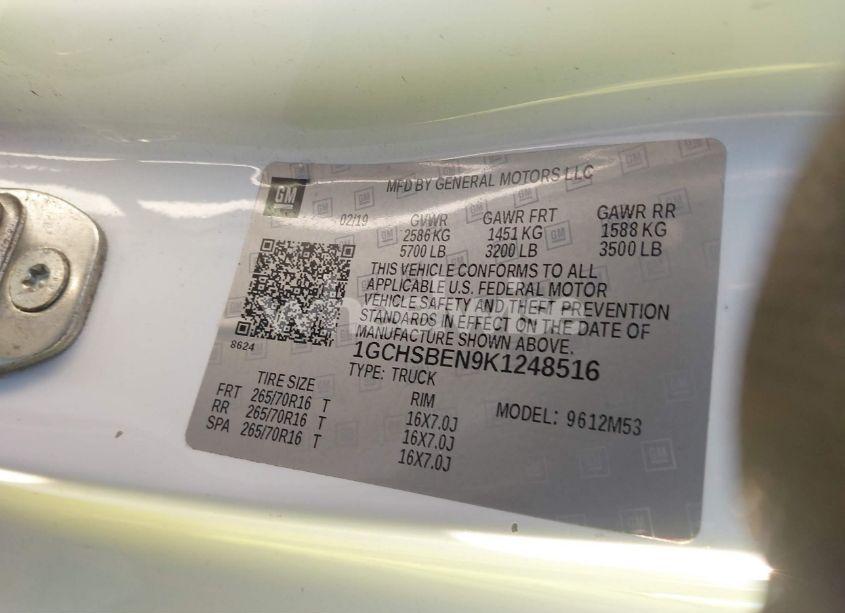 GM
MFD BY GENERAL MOTORS LLC
02/19
GVWR GAWR FRT GAWR RR
2586 KG 1451 KG 1588 KG
5700 LB 3200 LB 3500 LB
THIS VEHICLE CONFORMS TO ALL
APPLICABLE U.S. FEDERAL MOTOR
VEHICLE SAFETY AND THEFT PREVENTION
STANDARDS IN EFFECT ON THE DATE OF
MANUFACTURE SHOWN ABOVE.
8624
1GCHSBEN9K1248516
TYPE: TRUCK
TIRE SIZE RIM MODEL: 9612M53
FRT 265/70R16 T 16X7.0J
RR 265/70R16 T 16X7.0J
SPA 265/70R16 T 16X7.0J